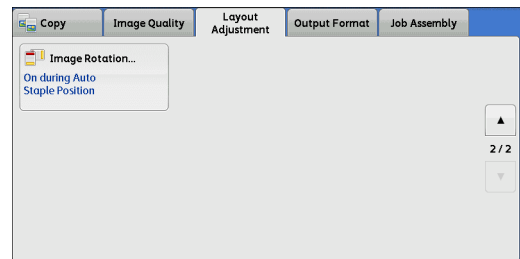 Copy
Image Quality
Layout
Adjustment
Output Format
Job Assembly
Image Rotation...
On during Auto
Staple Position
2 / 2